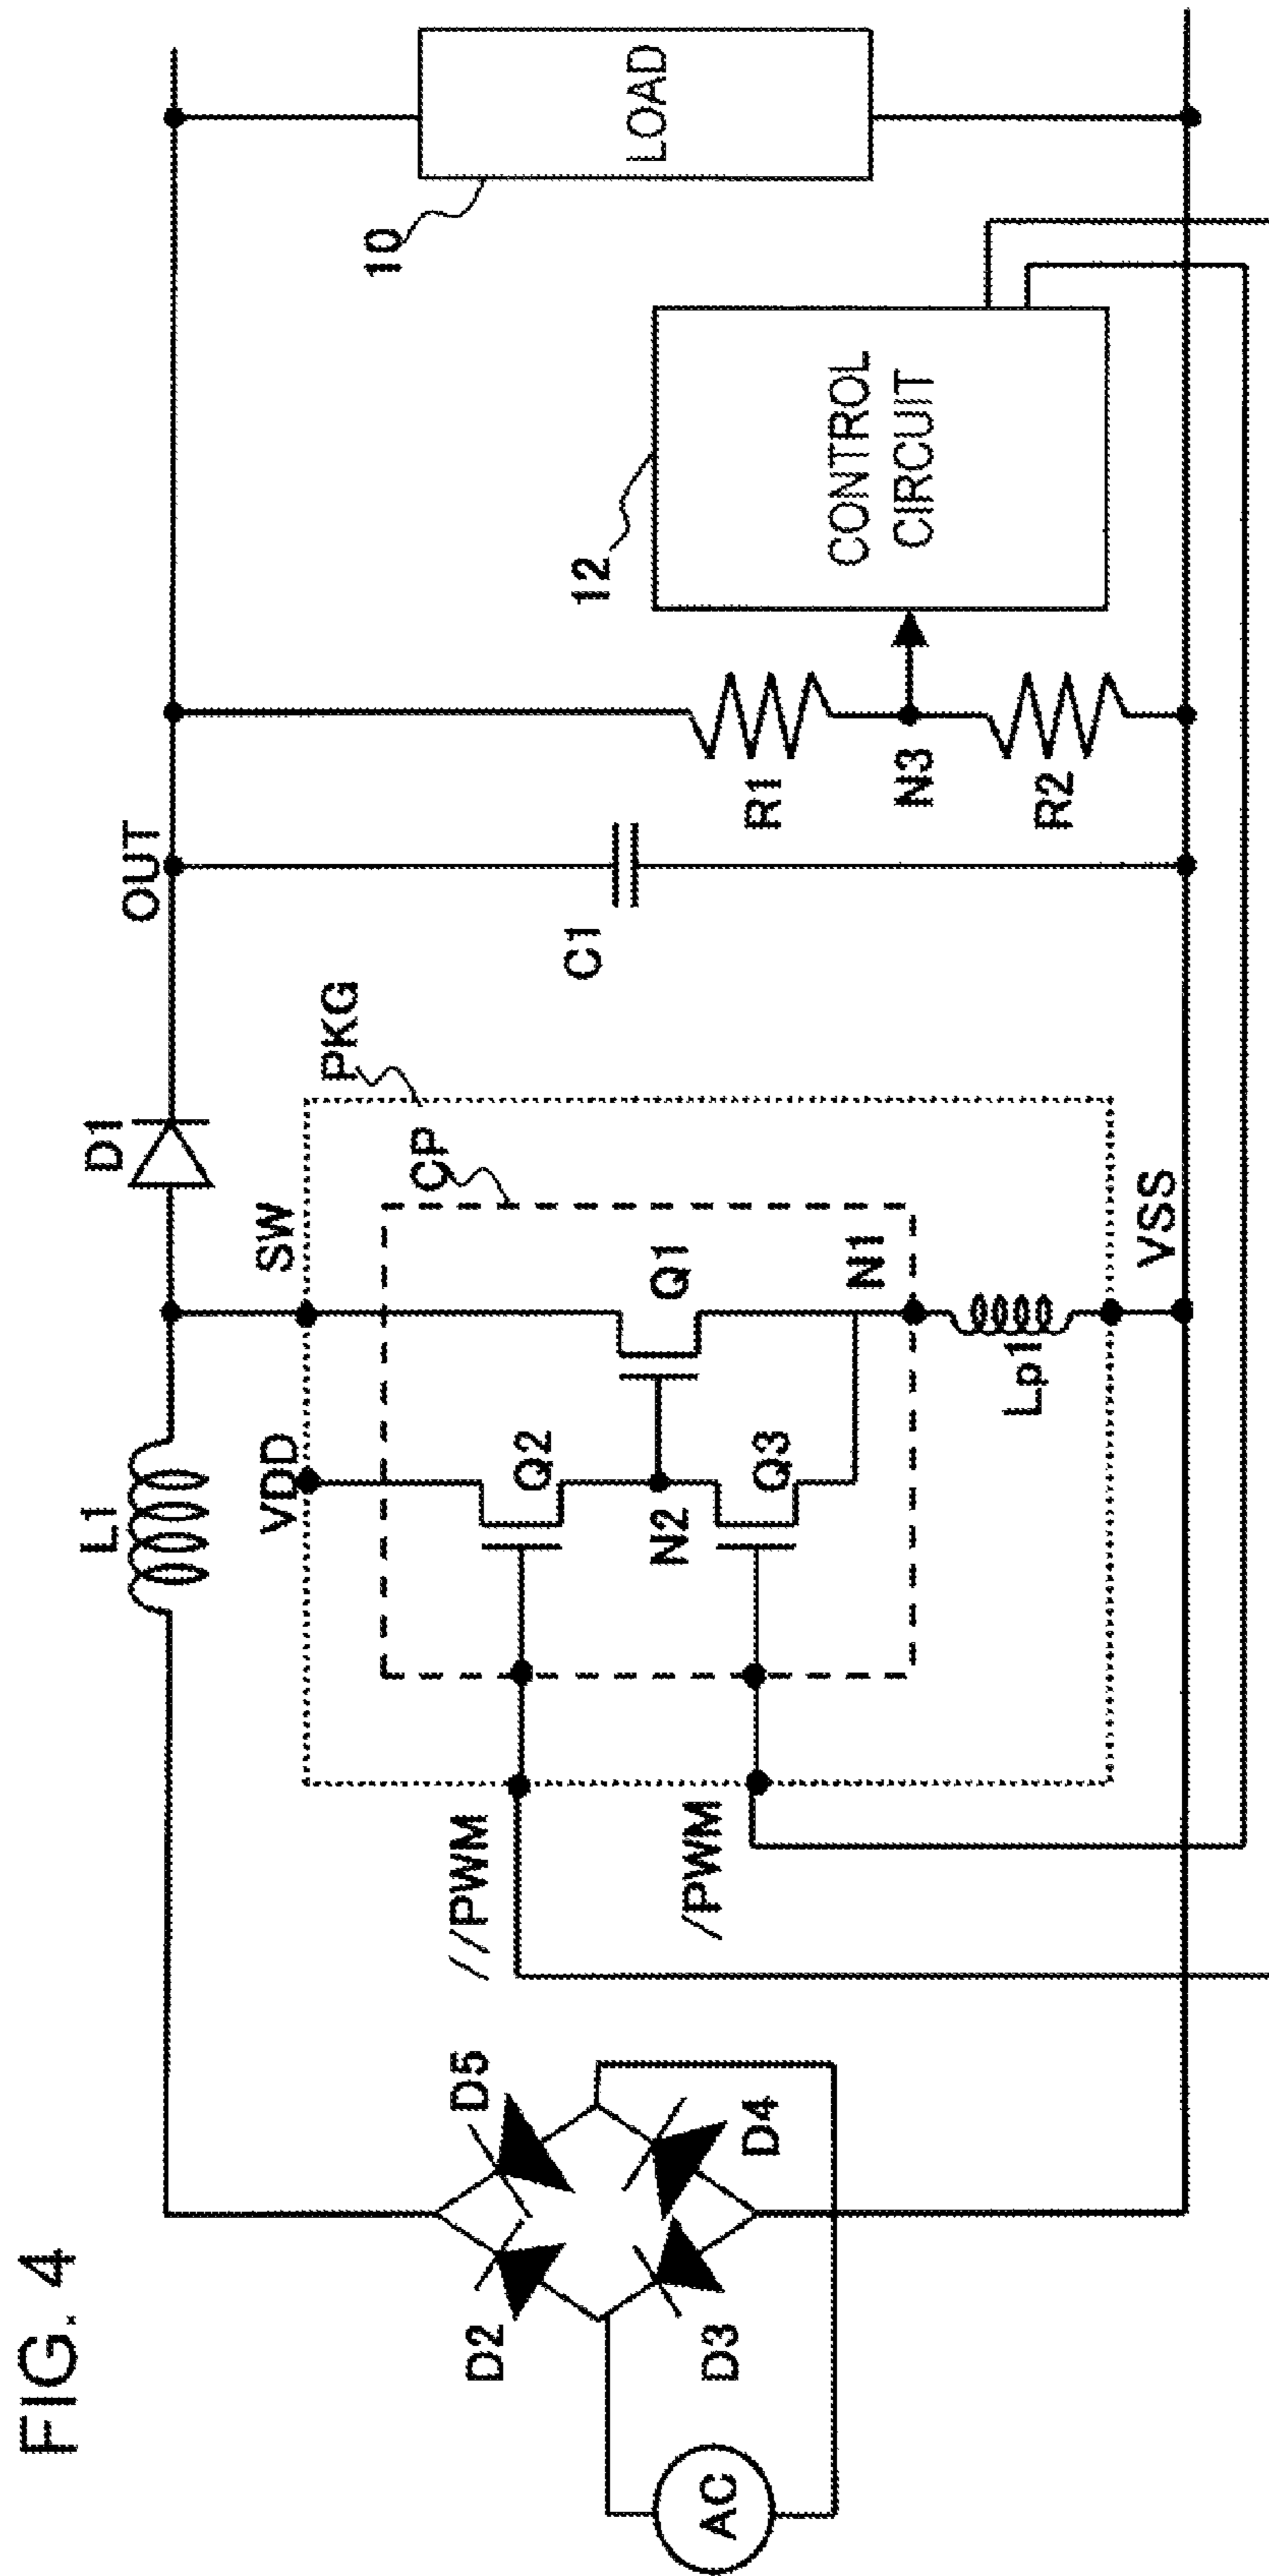 FIG. 4
L1
D1
OUT
SW
VDD
PKG
CP
Q2
Q1
N2
Q3
N1
Lp1
VSS
//PWM
/PWM
D5
D2
D4
D3
AC
C1
R1
N3
R2
12
CONTROL
CIRCUIT
10
LOAD